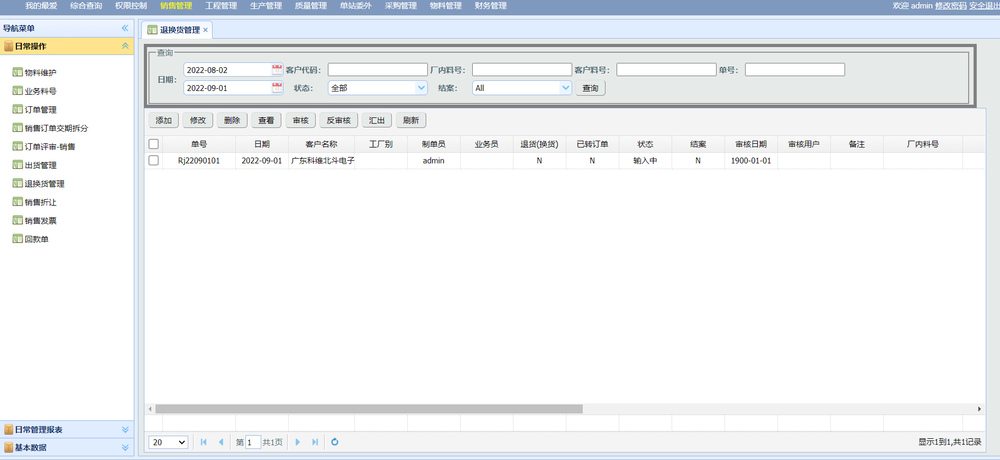 我的最爱 综合查询 权限控制 销售管理 工程管理 生产管理 质量管理 单站委外 采购管理 物料管理 财务管理 欢迎 admin 修改密码 安全退出
导航菜单
日常操作
物料维护
业务料号
订单管理
销售订单交期拆分
订单评审-销售
出货管理
退换货管理
销售折让
销售发票
回款单
日常管理报表
基本数据
退换货管理
查询
日期： 2022-08-02 客户代码： 厂内料号： 客户料号： 单号：
2022-09-01 状态： 全部 结案： All 查询
添加 修改 删除 查看 审核 反审核 汇出 刷新
单号 日期 客户名称 工厂别 制单员 业务员 退货(换货) 已转订单 状态 结案 审核日期 审核用户 备注 厂内料号
Rj22090101 2022-09-01 广东科维北斗电子 admin N N 输入中 N 1900-01-01
20 第 1 共1页 显示1到1,共1记录